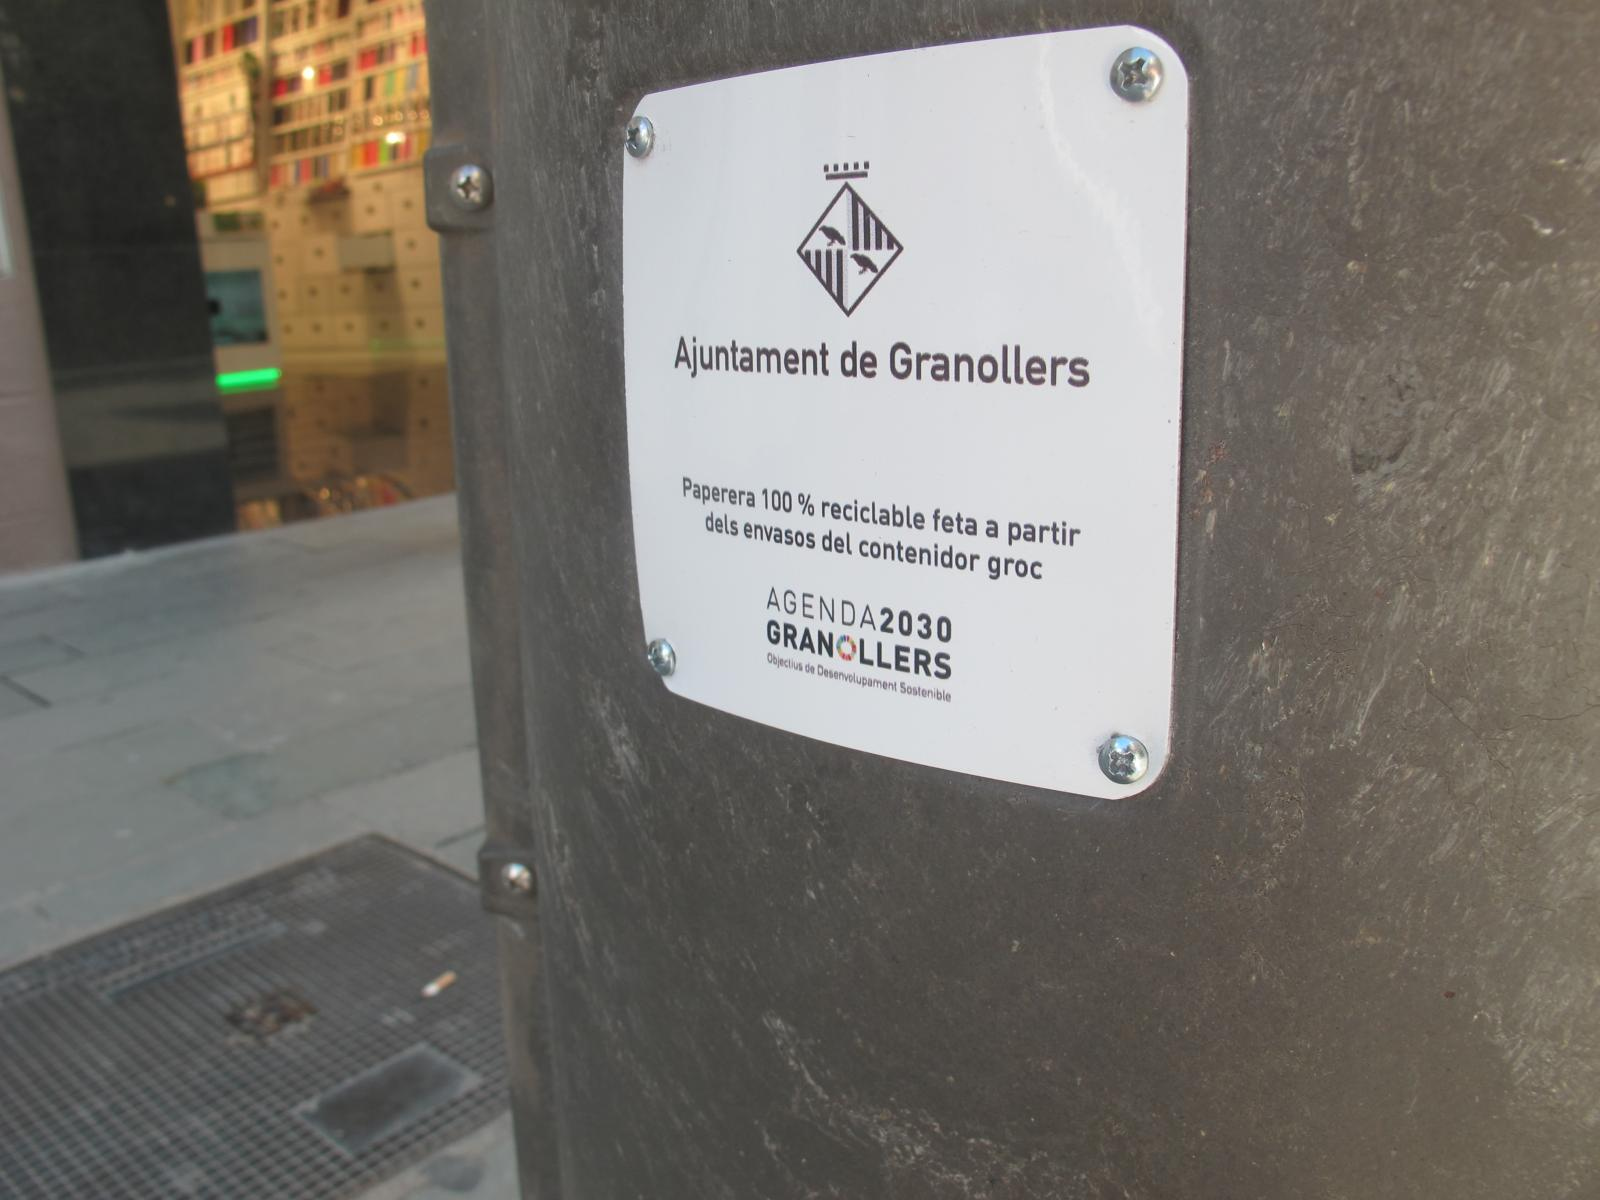 Ajuntament de Granollers
Paperera 100 % reciclable feta a partir
dels envasos del contenidor groc
AGENDA2030
GRANOLLERS
Objectius de Desenvolupament Sostenible